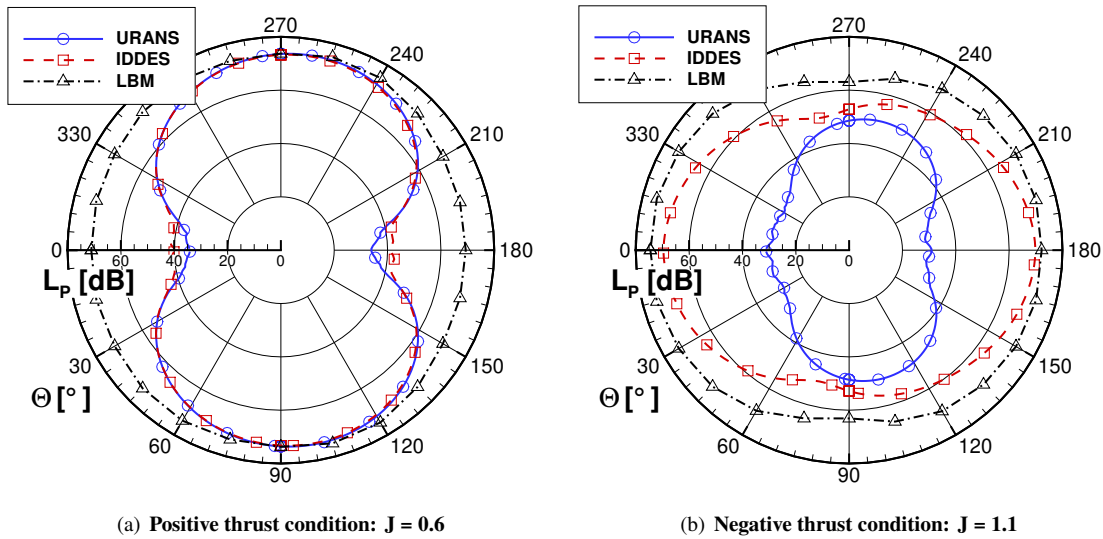 URANS
IDDES
LBM
270
240
210
180
150
120
90
60
30
0
330
60
40
20
0
L_P [dB]
Θ [°]
URANS
IDDES
LBM
270
240
210
180
150
120
90
60
30
0
330
60
40
20
0
L_P [dB]
Θ [°]
(a) Positive thrust condition: J = 0.6
(b) Negative thrust condition: J = 1.1